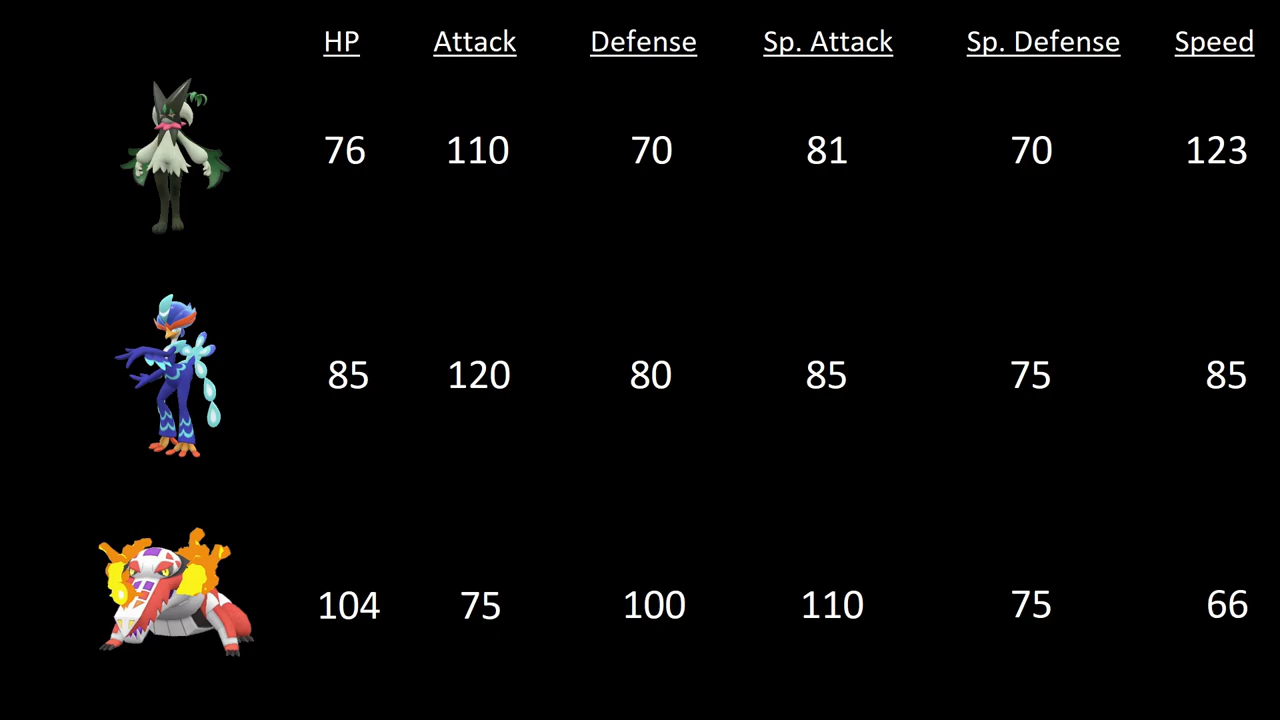 HP Attack Defense Sp. Attack Sp. Defense Speed
76 110 70 81 70 123
85 120 80 85 75 85
104 75 100 110 75 66